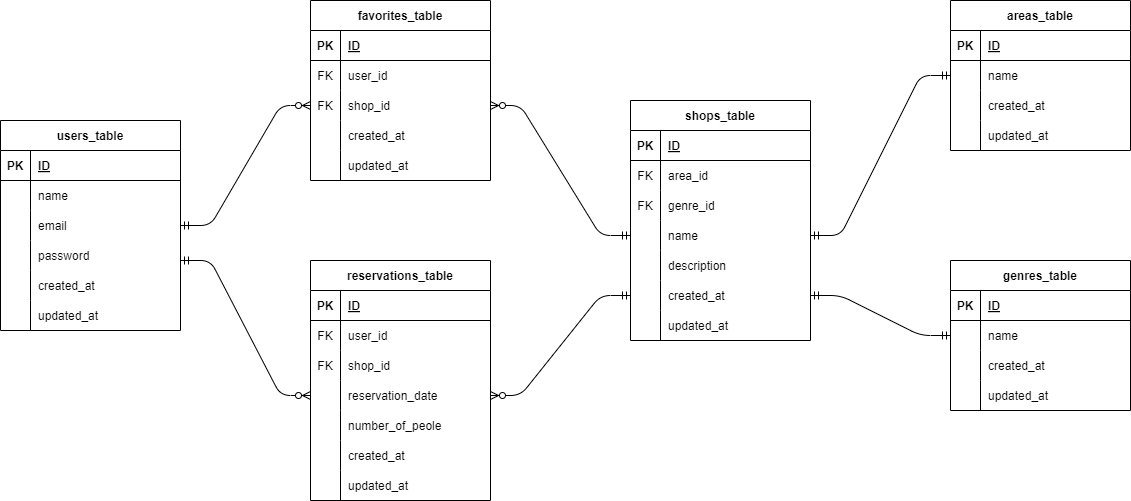 users_table
PK ID
name
email
password
created_at
updated_at
favorites_table
PK ID
FK user_id
FK shop_id
created_at
updated_at
reservations_table
PK ID
FK user_id
FK shop_id
reservation_date
number_of_peole
created_at
updated_at
shops_table
PK ID
FK area_id
FK genre_id
name
description
created_at
updated_at
areas_table
PK ID
name
created_at
updated_at
genres_table
PK ID
name
created_at
updated_at